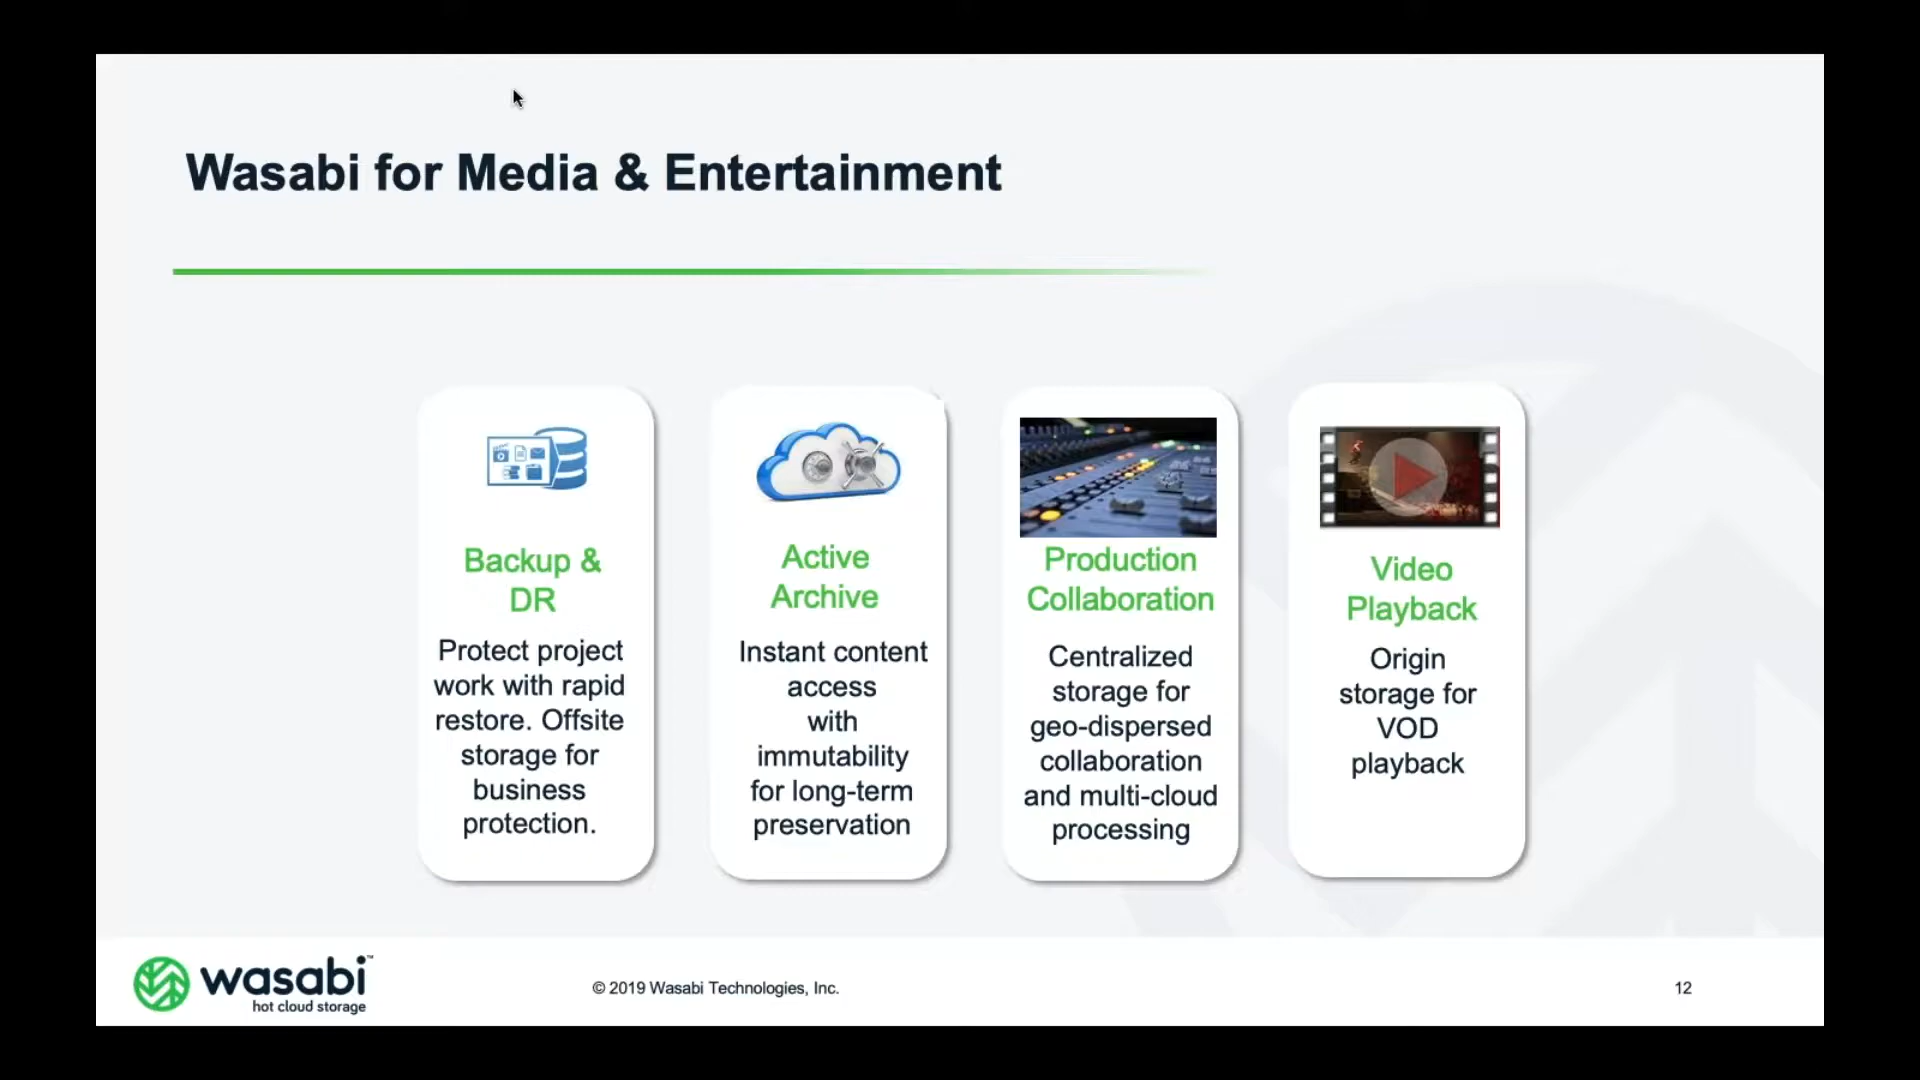 Wasabi for Media & Entertainment
Backup &
DR
Protect project
work with rapid
restore. Offsite
storage for
business
protection.
Active
Archive
Instant content
access
with
immutability
for long-term
preservation
Production
Collaboration
Centralized
storage for
geo-dispersed
collaboration
and multi-cloud
processing
Video
Playback
Origin
storage for
VOD
playback
wasabi™
hot cloud storage
© 2019 Wasabi Technologies, Inc.
12